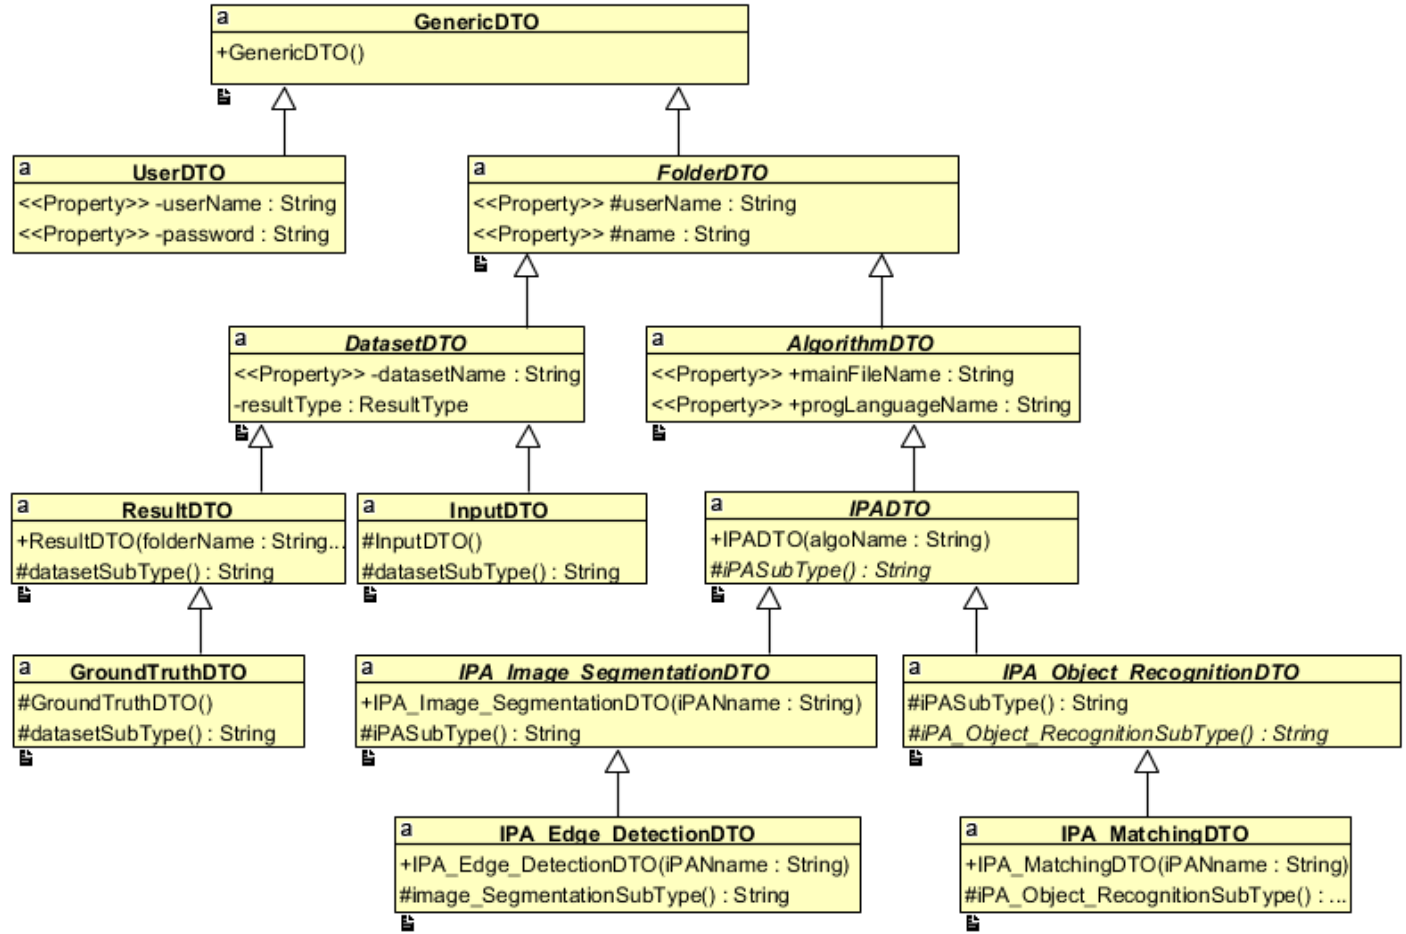 a
GenericDTO
+GenericDTO()
a
UserDTO
<<Property>> -userName : String
<<Property>> -password : String
a
FolderDTO
<<Property>> #userName : String
<<Property>> #name : String
a
DatasetDTO
<<Property>> -datasetName : String
-resultType : ResultType
a
AlgorithmDTO
<<Property>> +mainFileName : String
<<Property>> +progLanguageName : String
a
ResultDTO
+ResultDTO(folderName : String...
#datasetSubType() : String
a
InputDTO
#InputDTO()
#datasetSubType() : String
a
IPADTO
+IPADTO(algoName : String)
#iPASubType() : String
a
GroundTruthDTO
#GroundTruthDTO()
#datasetSubType() : String
a
IPA_Image_SegmentationDTO
+IPA_Image_SegmentationDTO(iPANname : String)
#iPASubType() : String
a
IPA_Object_RecognitionDTO
#iPASubType() : String
#iPA_Object_RecognitionSubType() : String
a
IPA_Edge_DetectionDTO
+IPA_Edge_DetectionDTO(iPANname : String)
#image_SegmentationSubType() : String
a
IPA_MatchingDTO
+IPA_MatchingDTO(iPANname : String)
#iPA_Object_RecognitionSubType() : ...